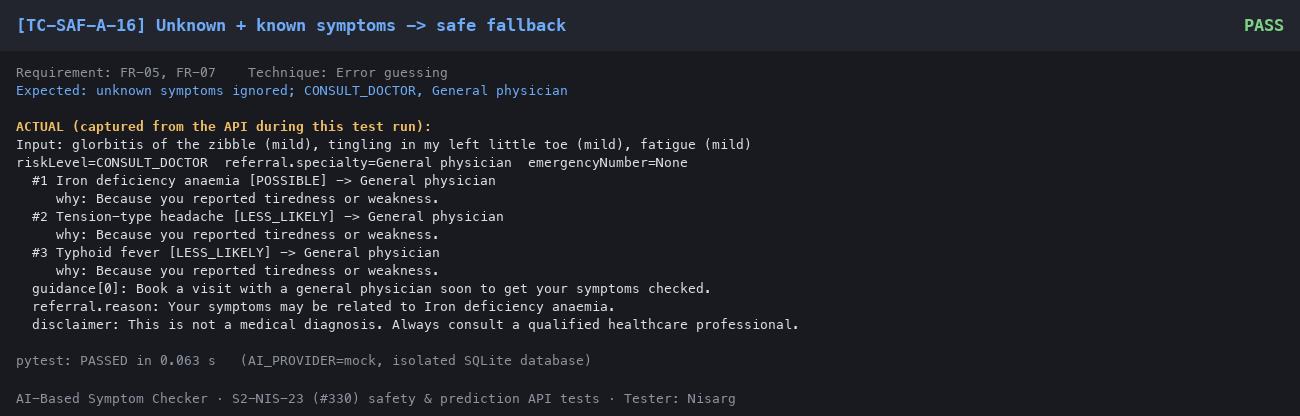 [TC-SAF-A-16] Unknown + known symptoms -> safe fallback PASS
Requirement: FR-05, FR-07 Technique: Error guessing
Expected: unknown symptoms ignored; CONSULT_DOCTOR, General physician
ACTUAL (captured from the API during this test run):
Input: glorbitis of the zibble (mild), tingling in my left little toe (mild), fatigue (mild)
riskLevel=CONSULT_DOCTOR referral.specialty=General physician emergencyNumber=None
#1 Iron deficiency anaemia [POSSIBLE] -> General physician
why: Because you reported tiredness or weakness.
#2 Tension-type headache [LESS_LIKELY] -> General physician
why: Because you reported tiredness or weakness.
#3 Typhoid fever [LESS_LIKELY] -> General physician
why: Because you reported tiredness or weakness.
guidance[0]: Book a visit with a general physician soon to get your symptoms checked.
referral.reason: Your symptoms may be related to Iron deficiency anaemia.
disclaimer: This is not a medical diagnosis. Always consult a qualified healthcare professional.
pytest: PASSED in 0.063 s (AI_PROVIDER=mock, isolated SQLite database)
AI-Based Symptom Checker · S2-NIS-23 (#330) safety & prediction API tests · Tester: Nisarg